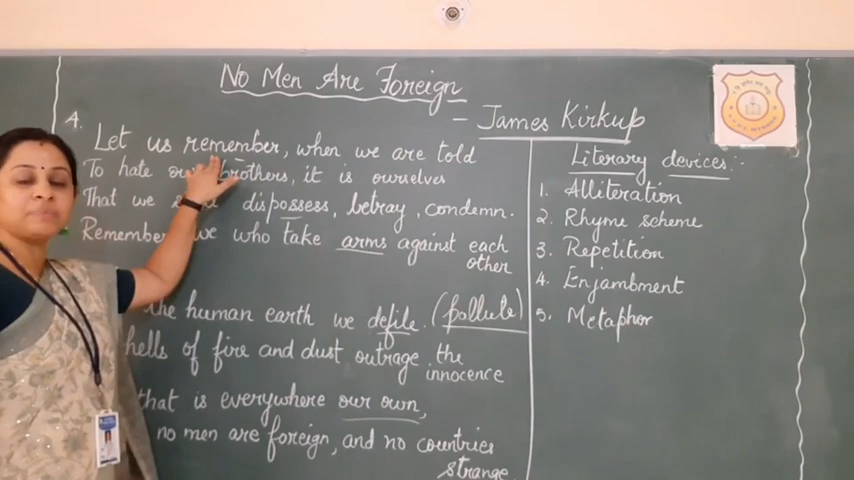 No Men Are Foreign
- James Kirkup
4.
Let us remember, when we are told
To hate our brothers, it is ourselves
That we dispossess, betray, condemn.
Remember we who take arms against each
other
the human earth we defile. (pollute)
hells of fire and dust outrage the
innocence
that is everywhere our own,
no men are foreign, and no countries
strange.
Literary devices:-
1. Alliteration
2. Rhyme scheme
3. Repetition
4. Enjambment
5. Metaphor